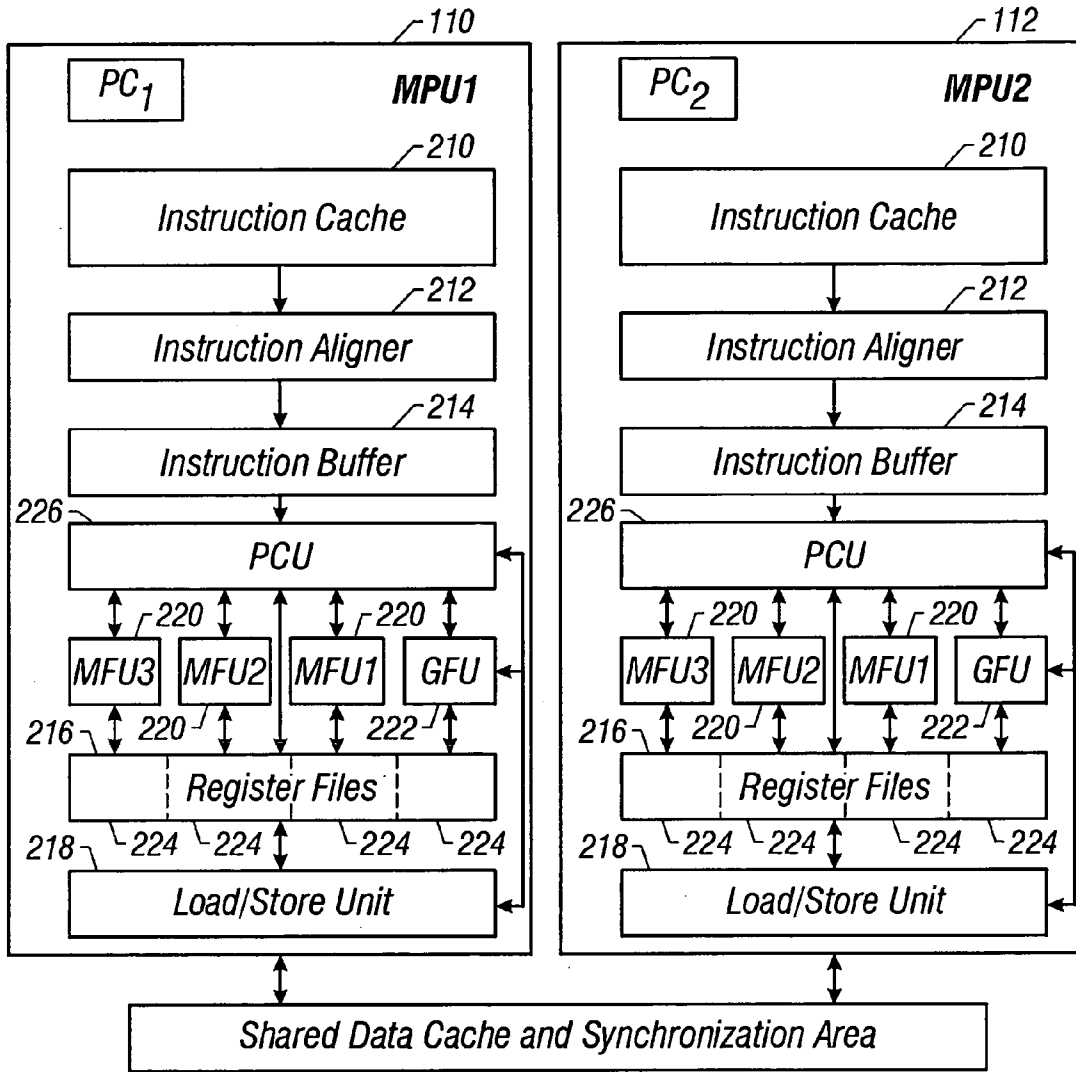 110
112
PC1
MPU1
PC2
MPU2
210
210
Instruction Cache
Instruction Cache
212
212
Instruction Aligner
Instruction Aligner
214
214
Instruction Buffer
Instruction Buffer
226
226
PCU
PCU
220
220
220
220
MFU3
MFU2
MFU1
GFU
MFU3
MFU2
MFU1
GFU
216
220
222
216
220
222
Register Files
Register Files
218
224
224
224
224
218
224
224
224
224
Load/Store Unit
Load/Store Unit
Shared Data Cache and Synchronization Area